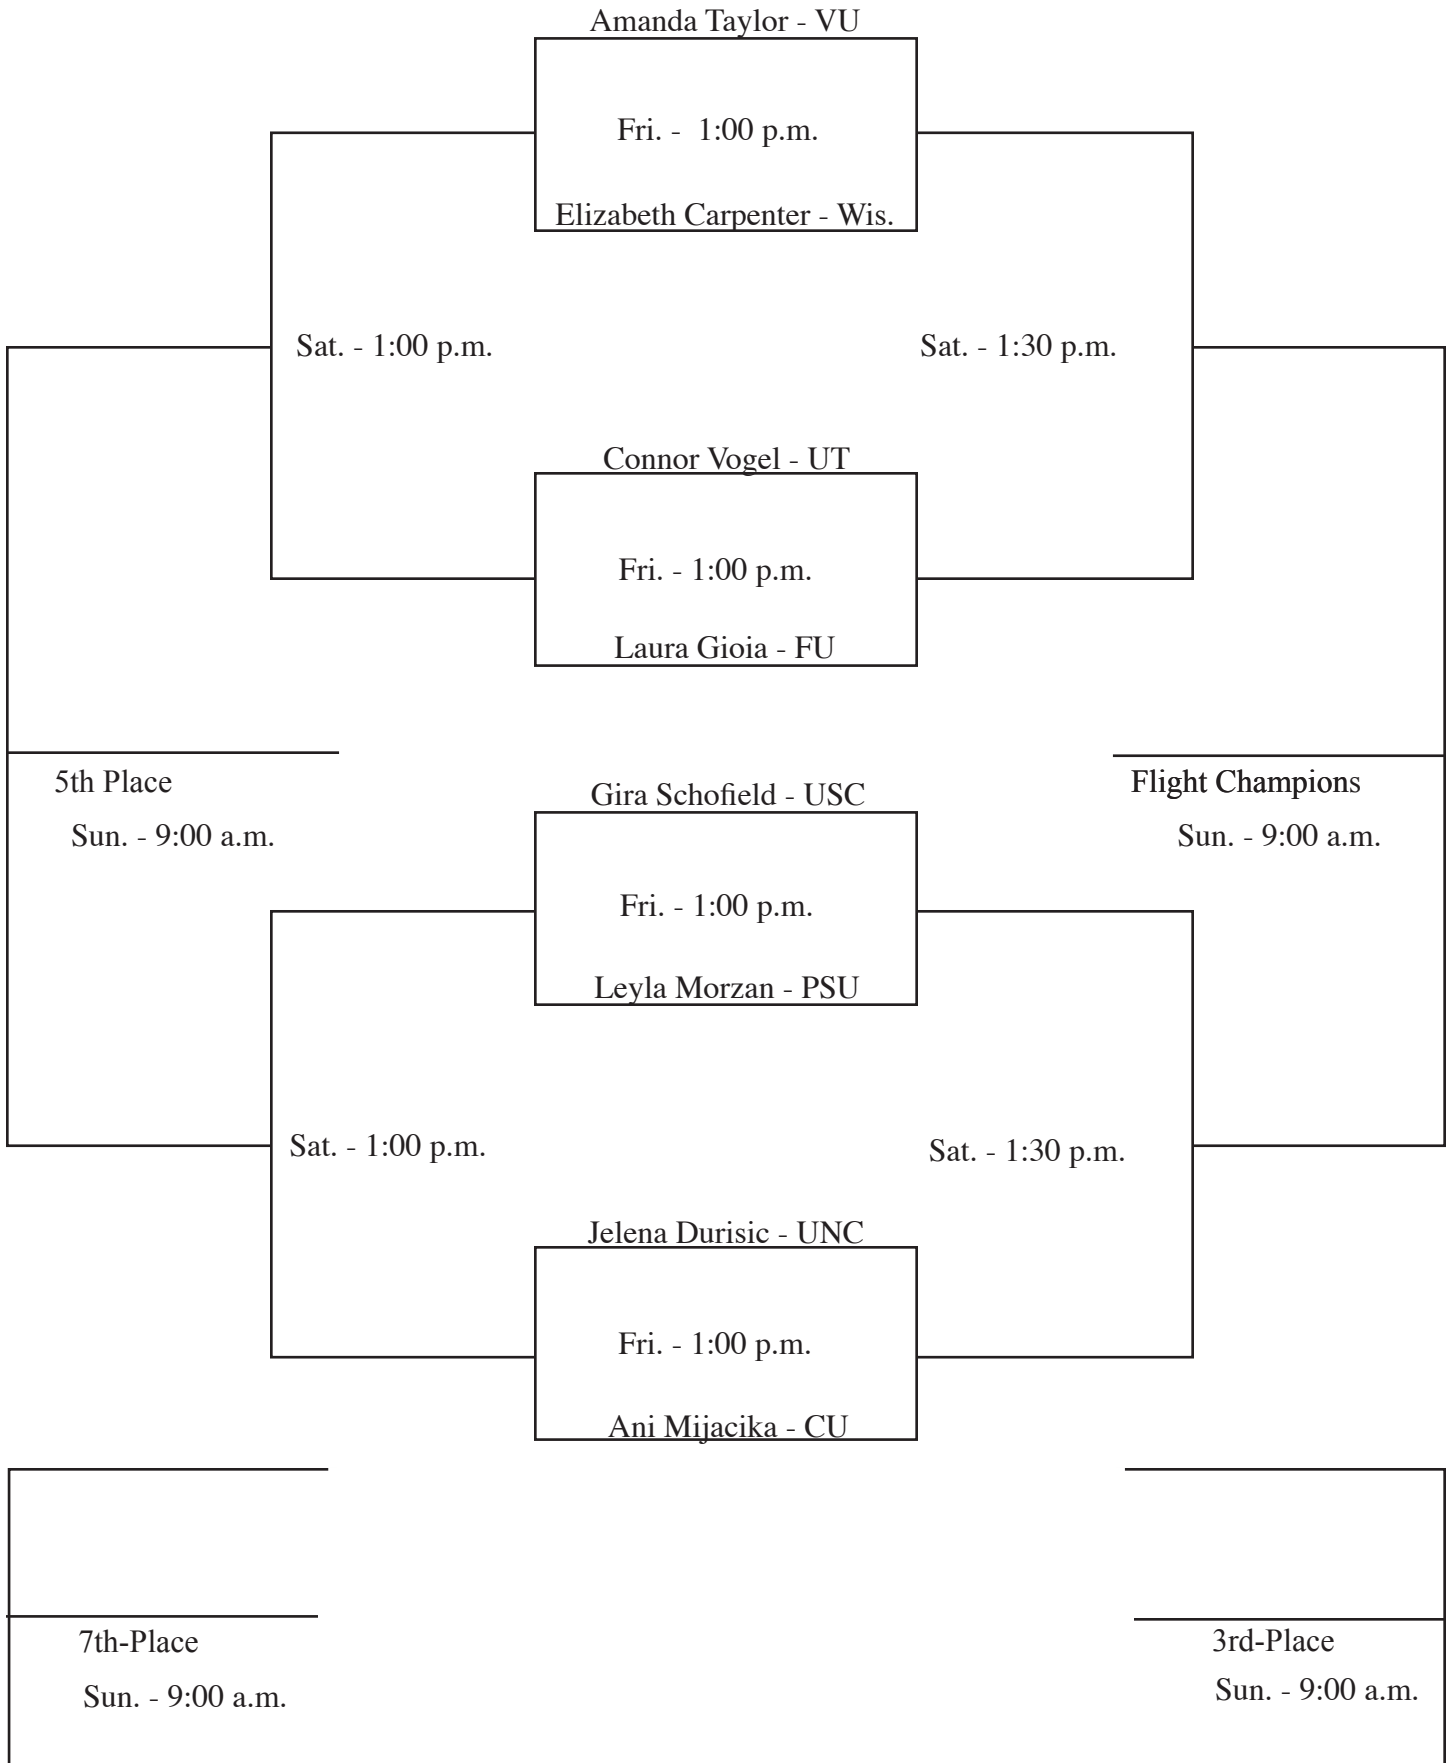 Amanda Taylor - VU
Fri. - 1:00 p.m.
Elizabeth Carpenter - Wis.
Sat. - 1:00 p.m.
Sat. - 1:30 p.m.
Connor Vogel - UT
Fri. - 1:00 p.m.
Laura Gioia - FU
5th Place
Sun. - 9:00 a.m.
Flight Champions
Sun. - 9:00 a.m.
Gira Schofield - USC
Fri. - 1:00 p.m.
Leyla Morzan - PSU
Sat. - 1:00 p.m.
Sat. - 1:30 p.m.
Jelena Durisic - UNC
Fri. - 1:00 p.m.
Ani Mijacika - CU
7th-Place
Sun. - 9:00 a.m.
3rd-Place
Sun. - 9:00 a.m.